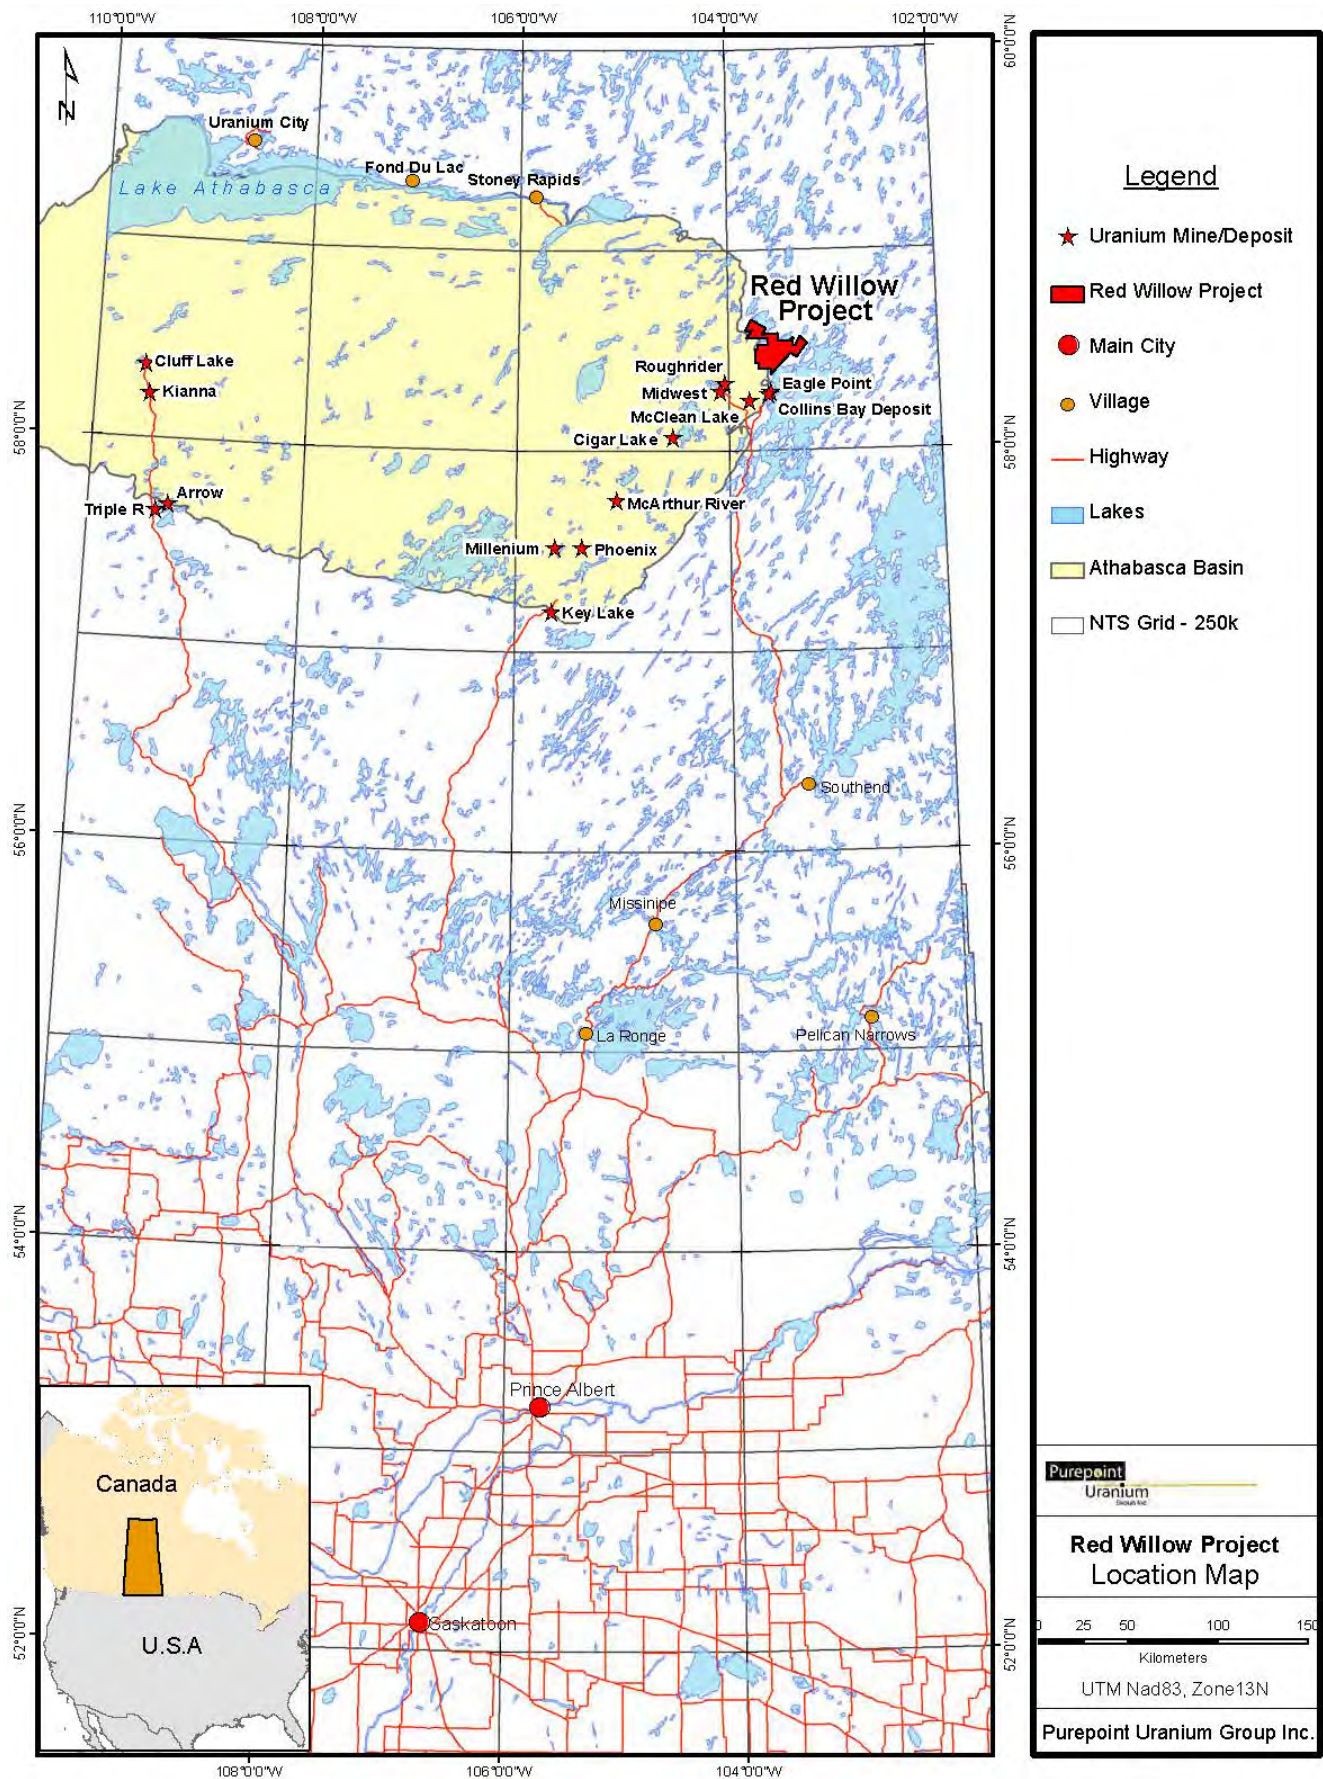 110°0'0"W
108°0'0"W
106°0'0"W
104°0'0"W
102°0'0"W
60°0'0"N
N
Uranium City
Fond Du Lac
Stoney Rapids
Lake Athabasca
Red Willow
Project
Cluff Lake
Kianna
Roughrider
Midwest
Eagle Point
McClean Lake
Collins Bay Deposit
Cigar Lake
58°0'0"N
58°0'0"N
Arrow
Triple R
McArthur River
Millenium
Phoenix
Key Lake
Southend
56°0'0"N
56°0'0"N
Missinipe
La Ronge
Pelican Narrows
54°0'0"N
54°0'0"N
Prince Albert
Saskatoon
52°0'0"N
52°0'0"N
Canada
U.S.A
108°0'0"W
106°0'0"W
104°0'0"W
Legend
Uranium Mine/Deposit
Red Willow Project
Main City
Village
Highway
Lakes
Athabasca Basin
NTS Grid - 250k
Purepoint
Uranium
Group Inc.
Red Willow Project
Location Map
0 25 50 100 150
Kilometers
UTM Nad83, Zone13N
Purepoint Uranium Group Inc.